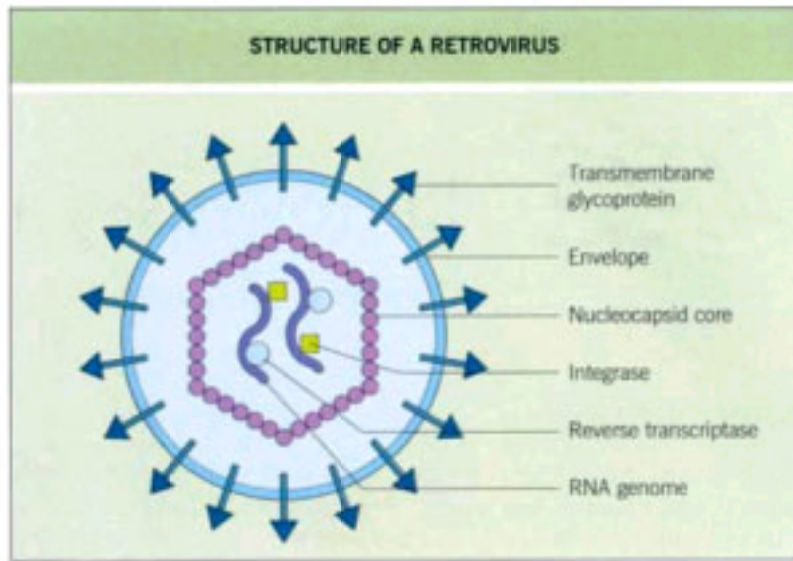 STRUCTURE OF A RETROVIRUS
Transmembrane
glycoprotein
Envelope
Nucleocapsid core
Integrase
Reverse transcriptase
RNA genome